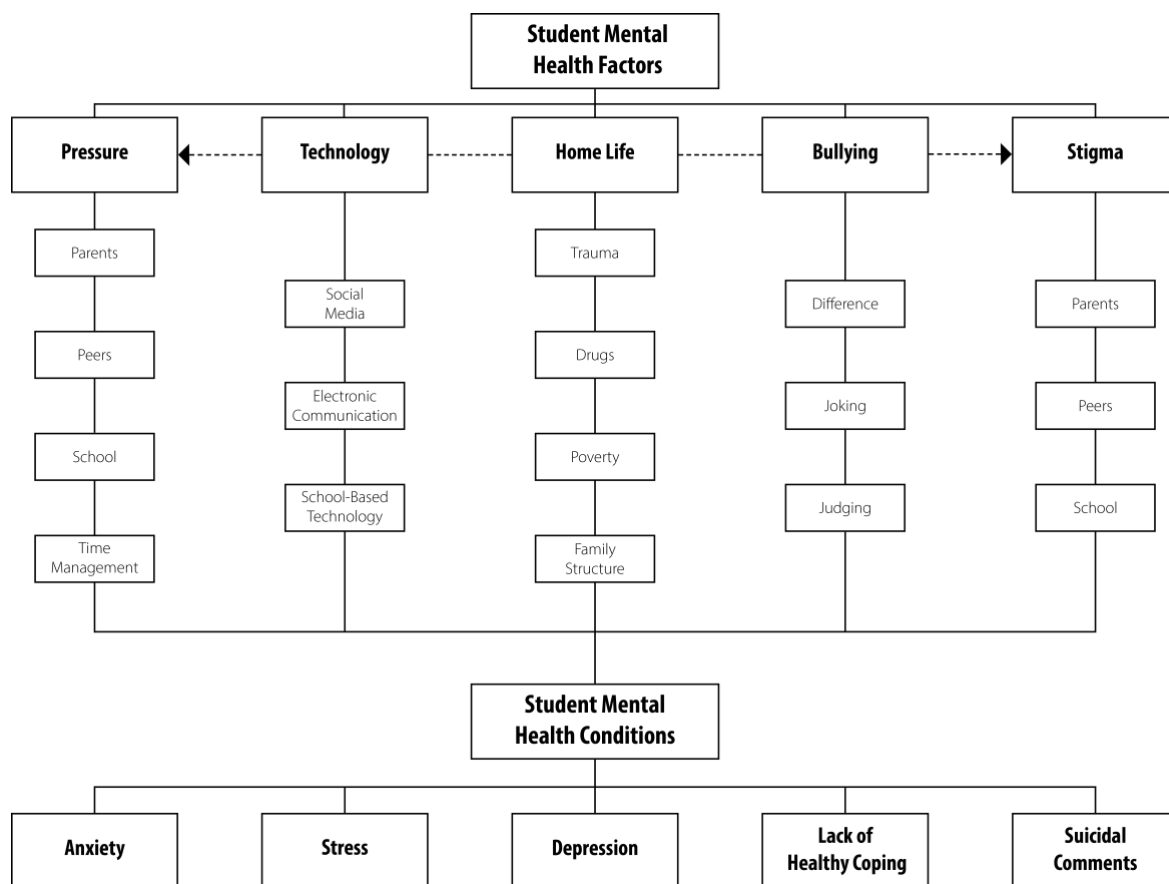 Student Mental
Health Factors
Pressure
Technology
Home Life
Bullying
Stigma
Parents
Peers
School
Time
Management
Social
Media
Electronic
Communication
School-Based
Technology
Trauma
Drugs
Poverty
Family
Structure
Difference
Joking
Judging
Parents
Peers
School
Student Mental
Health Conditions
Anxiety
Stress
Depression
Lack of
Healthy Coping
Suicidal
Comments